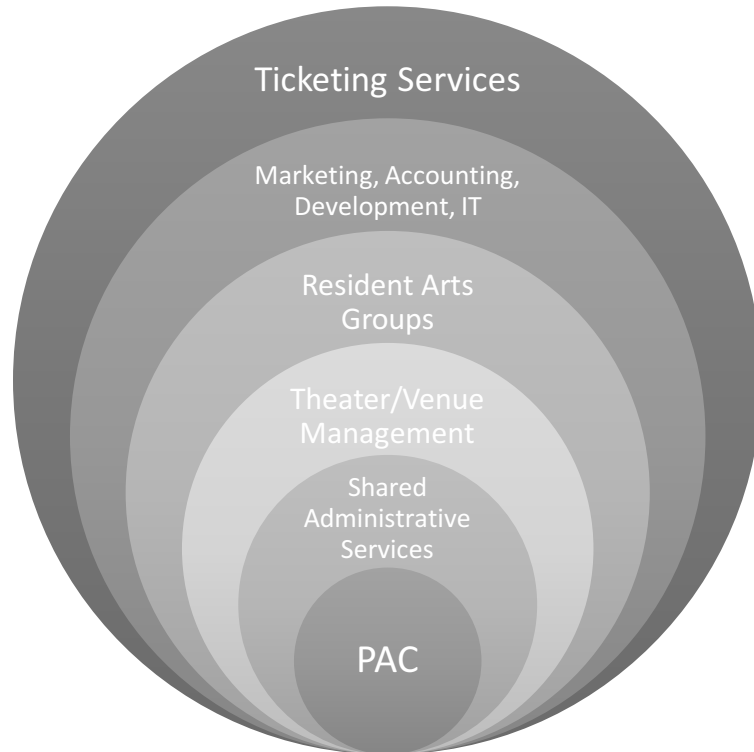 Ticketing Services
Marketing, Accounting,
Development, IT
Resident Arts
Groups
Theater/Venue
Management
Shared
Administrative
Services
PAC